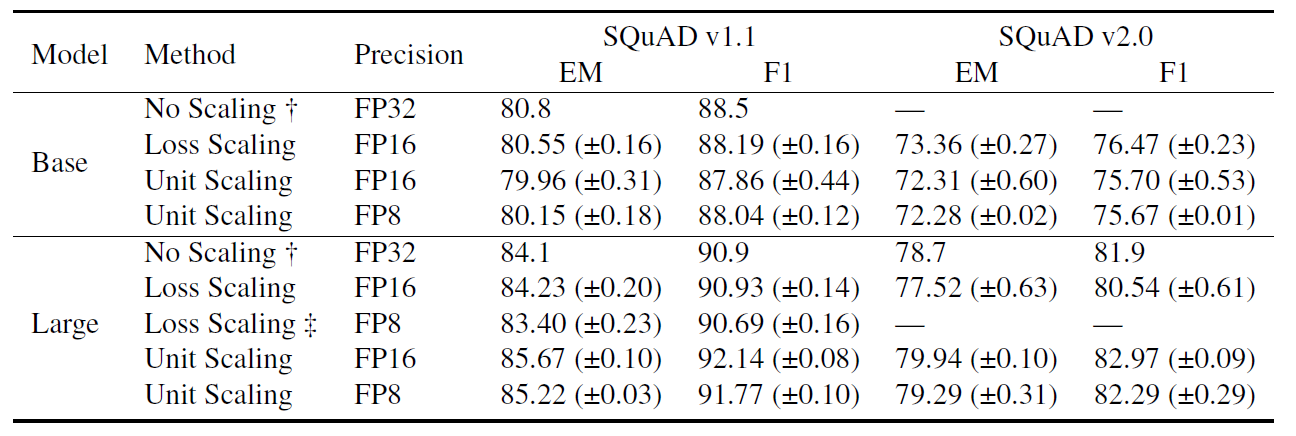 Model Method Precision SQuAD v1.1 SQuAD v2.0
EM F1 EM F1
No Scaling † FP32 80.8 88.5 — —
Loss Scaling FP16 80.55 (±0.16) 88.19 (±0.16) 73.36 (±0.27) 76.47 (±0.23)
Base
Unit Scaling FP16 79.96 (±0.31) 87.86 (±0.44) 72.31 (±0.60) 75.70 (±0.53)
Unit Scaling FP8 80.15 (±0.18) 88.04 (±0.12) 72.28 (±0.02) 75.67 (±0.01)
No Scaling † FP32 84.1 90.9 78.7 81.9
Loss Scaling FP16 84.23 (±0.20) 90.93 (±0.14) 77.52 (±0.63) 80.54 (±0.61)
Large Loss Scaling ‡ FP8 83.40 (±0.23) 90.69 (±0.16) — —
Unit Scaling FP16 85.67 (±0.10) 92.14 (±0.08) 79.94 (±0.10) 82.97 (±0.09)
Unit Scaling FP8 85.22 (±0.03) 91.77 (±0.10) 79.29 (±0.31) 82.29 (±0.29)